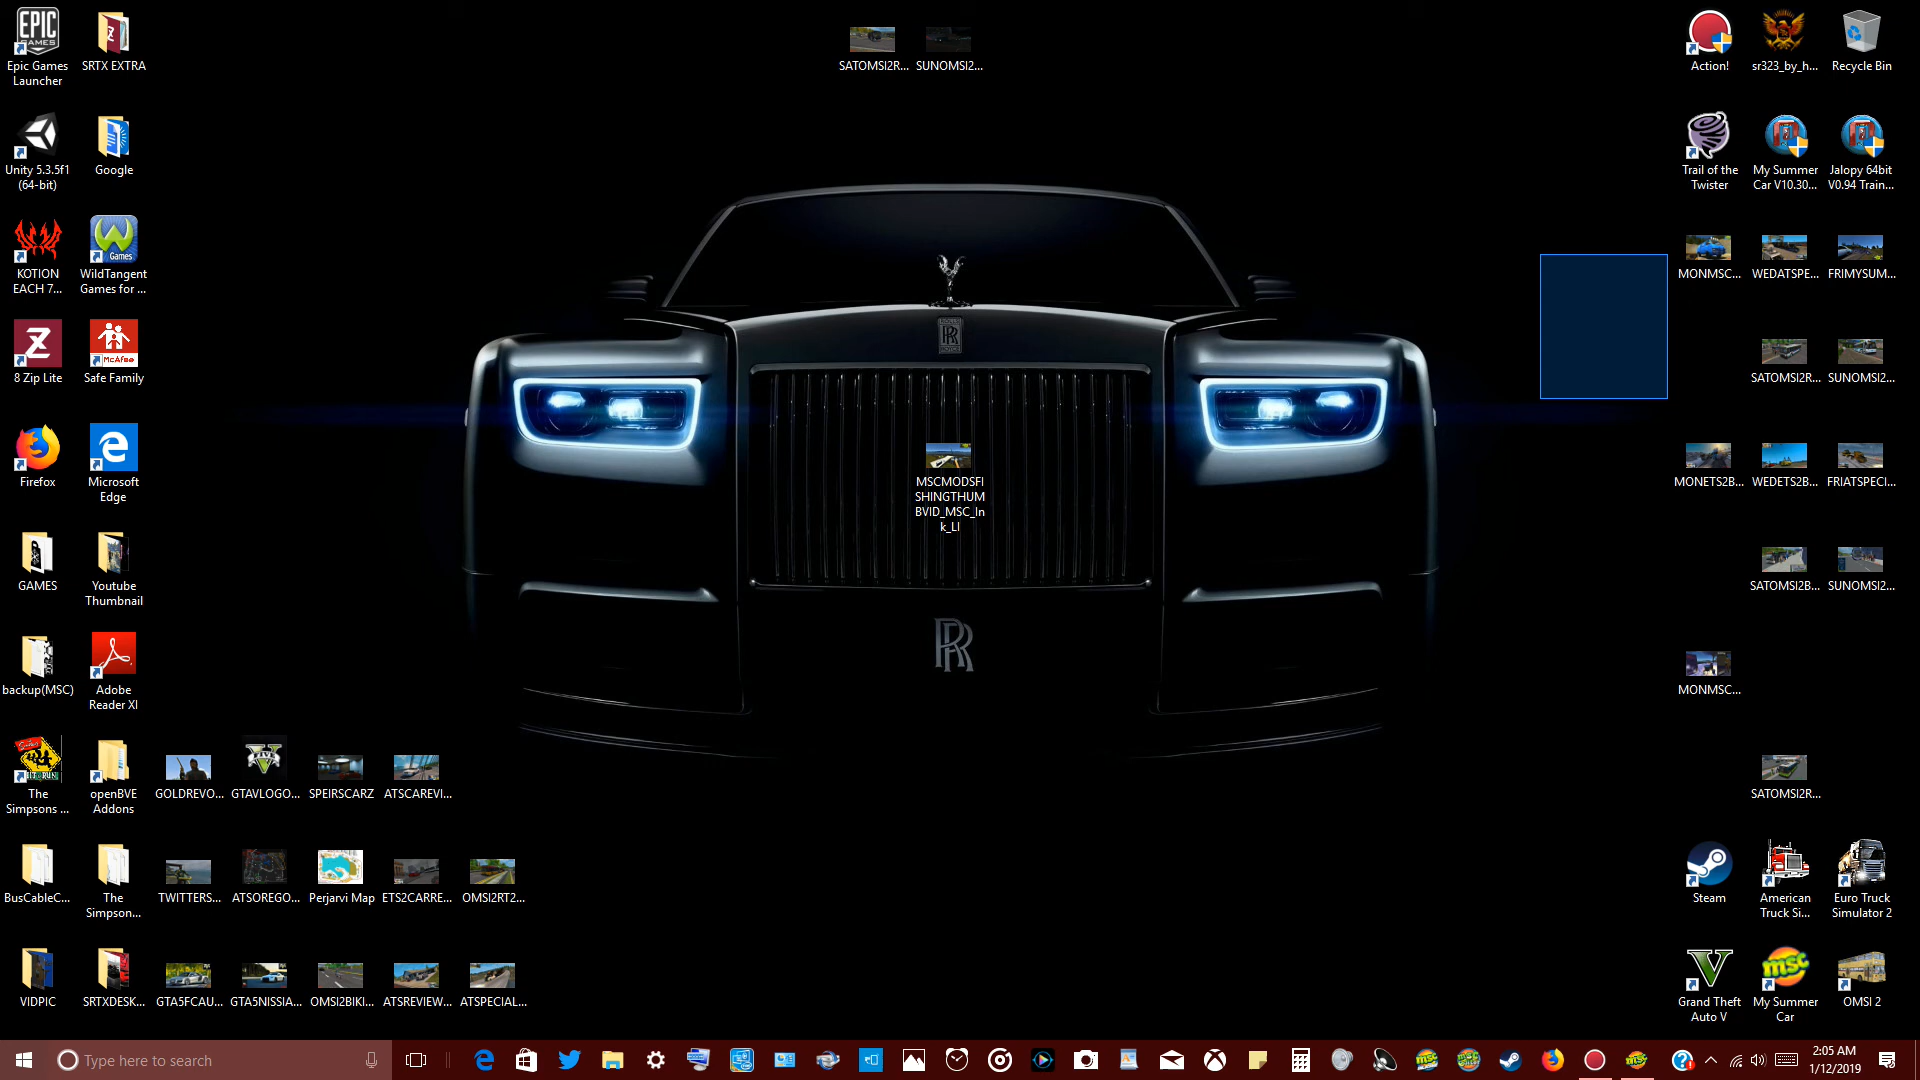 Epic Games
Launcher
SRTX EXTRA
SATOMSI2R...
SUNOMSI2...
Action!
sr323_by_h...
Recycle Bin
Unity 5.3.5f1
(64-bit)
Google
Trail of the
Twister
My Summer
Car V10.30...
Jalopy 64bit
V0.94 Train...
KOTION
EACH 7...
WildTangent
Games for ...
MONMSC...
WEDATSPE...
FRIMYSUM...
8 Zip Lite
Safe Family
SATOMSI2R...
SUNOMSI2...
Firefox
Microsoft
Edge
MSCMODSFI
SHINGTHUM
BVID_MSC_In
k_LI
MONETS2B...
WEDETS2B...
FRIATSPECI...
GAMES
Youtube
Thumbnail
SATOMSI2B...
SUNOMSI2...
backup(MSC)
Adobe
Reader XI
MONMSC...
The
Simpsons ...
openBVE
Addons
GOLDREVO...
GTAVLOGO...
SPEIRSCARZ
ATSCAREVI...
SATOMSI2R...
BusCableC...
The
Simpson...
TWITTERS...
ATSOREGO...
Perjarvi Map
ETS2CARRE...
OMSI2RT2...
Steam
American
Truck Si...
Euro Truck
Simulator 2
VIDPIC
SRTXDESK...
GTA5FCAU...
GTA5NISSIA...
OMSI2BIKI...
ATSREVIEW...
ATSPECIAL...
Grand Theft
Auto V
My Summer
Car
OMSI 2
Type here to search
2:05 AM
1/12/2019